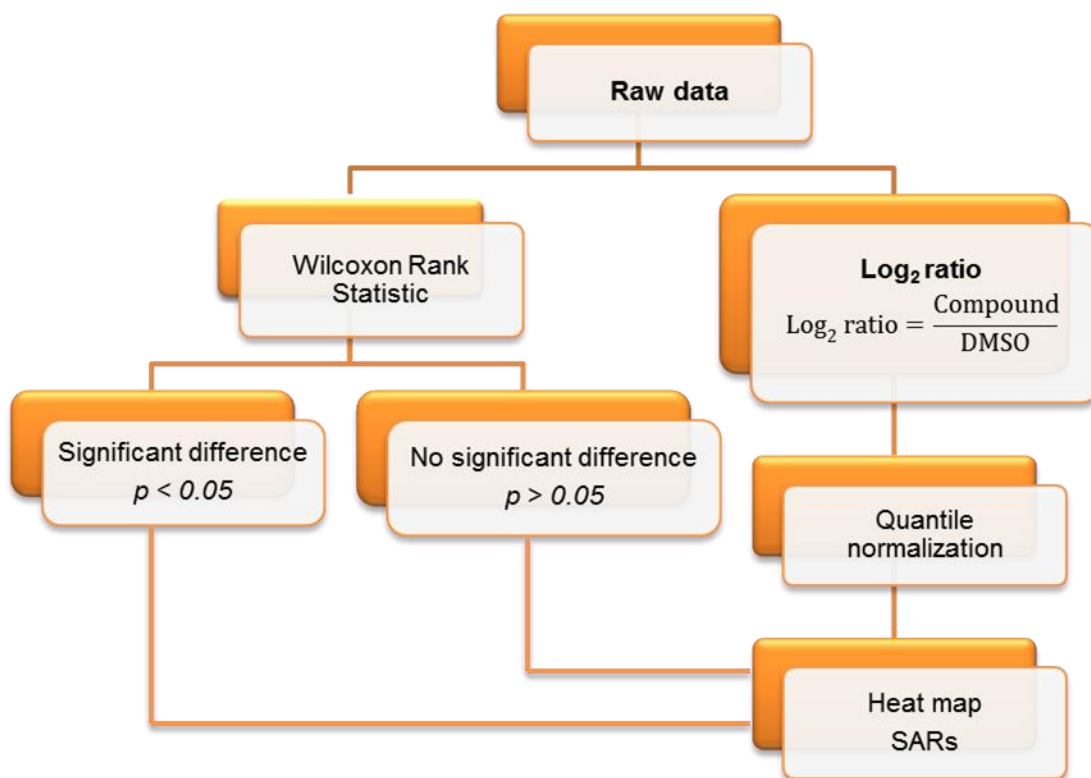 Raw data
Wilcoxon Rank
Statistic
Log₂ ratio
Log₂ ratio = Compound / DMSO
Significant difference
p < 0.05
No significant difference
p > 0.05
Quantile
normalization
Heat map
SARs